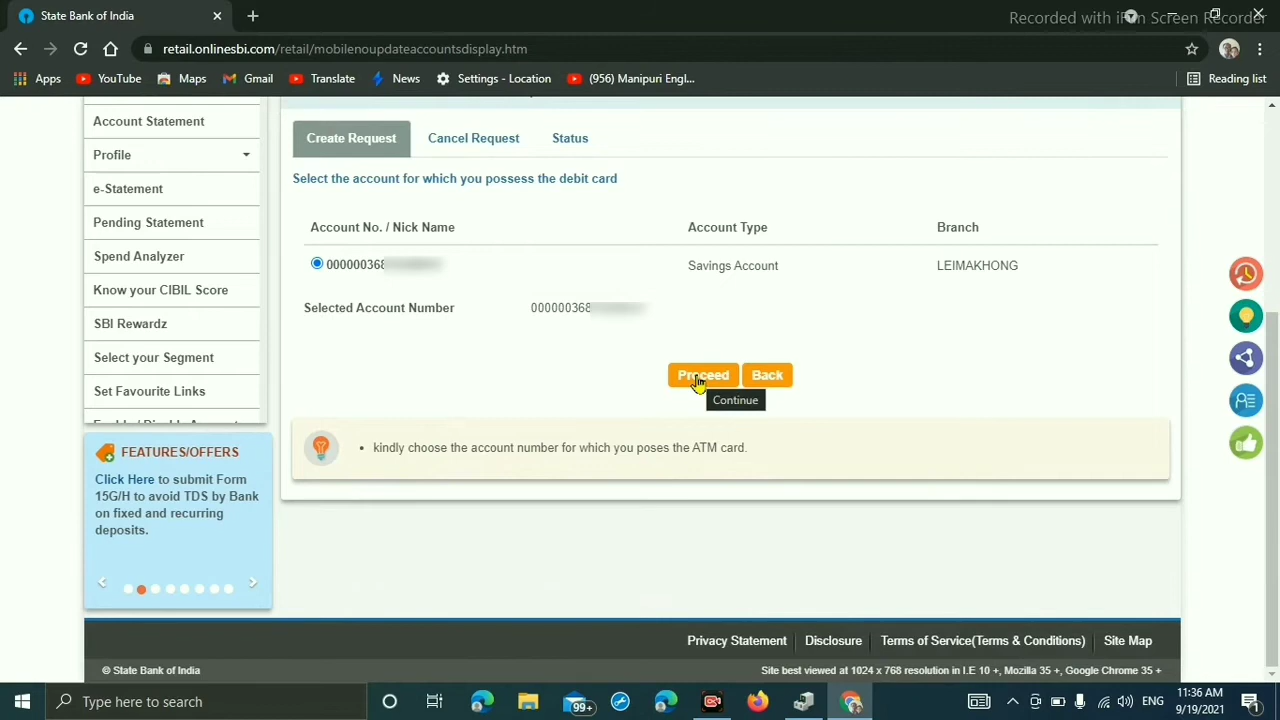 State Bank of India
Recorded with iFun Screen Recorder
retail.onlinesbi.com/retail/mobilenoupdateaccountsdisplay.htm
Apps YouTube Maps Gmail Translate News Settings - Location (956) Manipuri Engl... Reading list
Account Statement
Profile
e-Statement
Pending Statement
Spend Analyzer
Know your CIBIL Score
SBI Rewardz
Select your Segment
Set Favourite Links
FEATURES/OFFERS
Click Here to submit Form
15G/H to avoid TDS by Bank
on fixed and recurring
deposits.
Create Request Cancel Request Status
Select the account for which you possess the debit card
Account No. / Nick Name Account Type Branch
000000368 Savings Account LEIMAKHONG
Selected Account Number 000000368
Proceed Back
Continue
kindly choose the account number for which you poses the ATM card.
Privacy Statement Disclosure Terms of Service(Terms & Conditions) Site Map
© State Bank of India Site best viewed at 1024 x 768 resolution in I.E 10 +, Mozilla 35 +, Google Chrome 35 +
Type here to search
99+
ENG
11:36 AM
9/19/2021
1